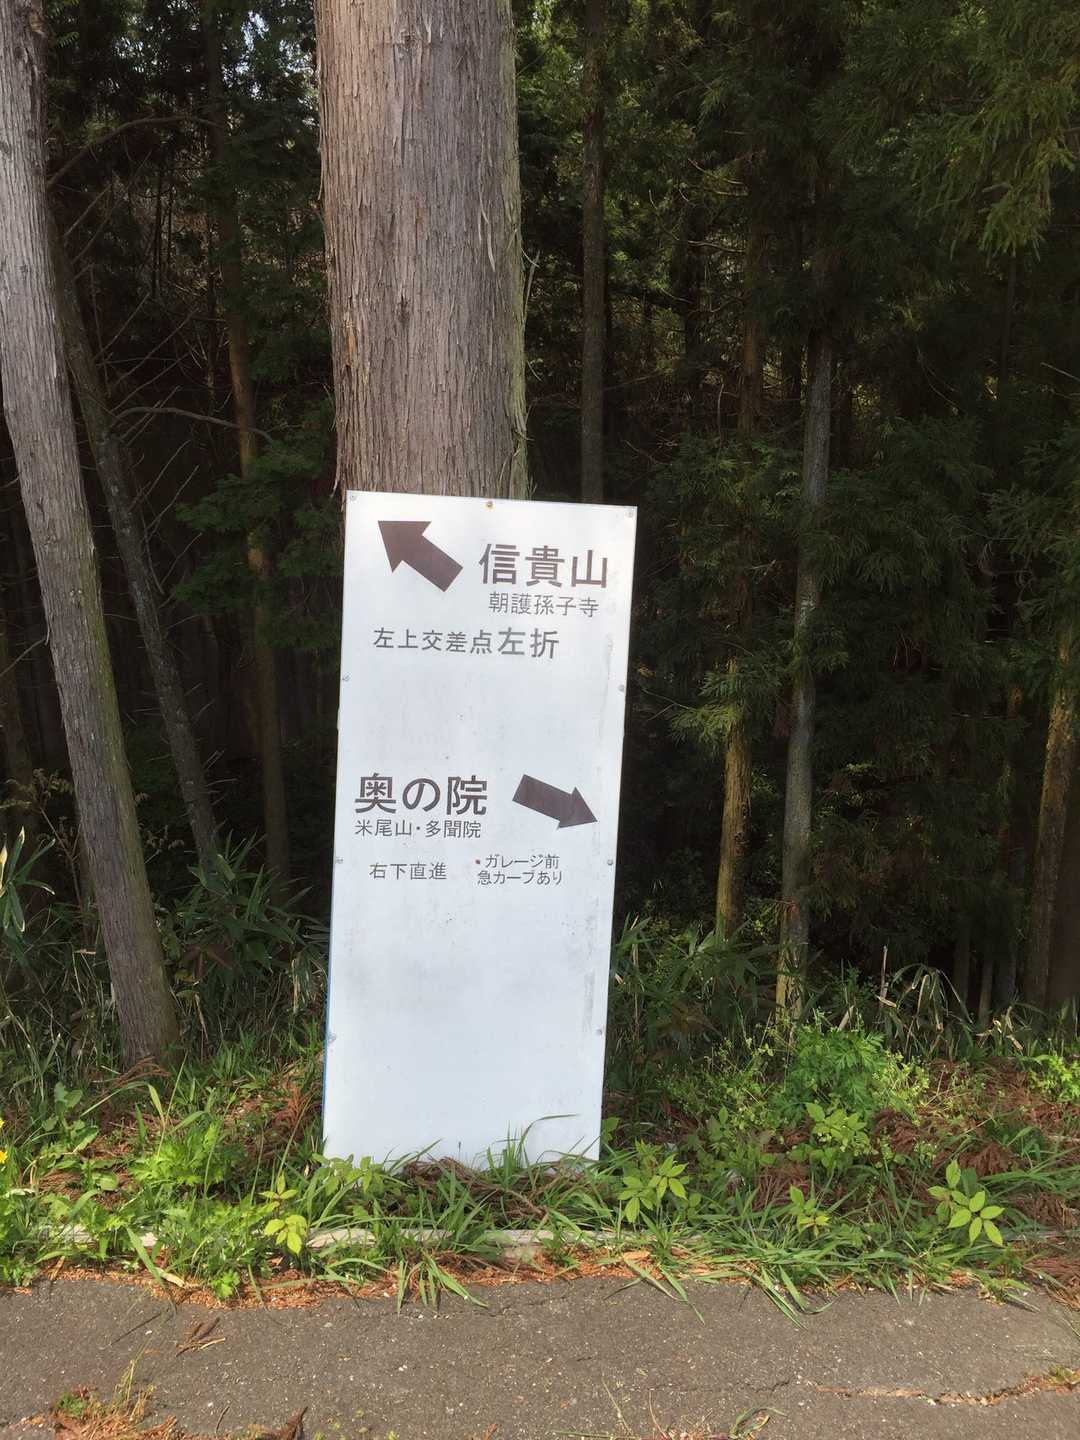 信貴山
朝護孫子寺
左上交差点左折
奥の院
米尾山・多聞院
右下直進
・ガレージ前
急カーブあり